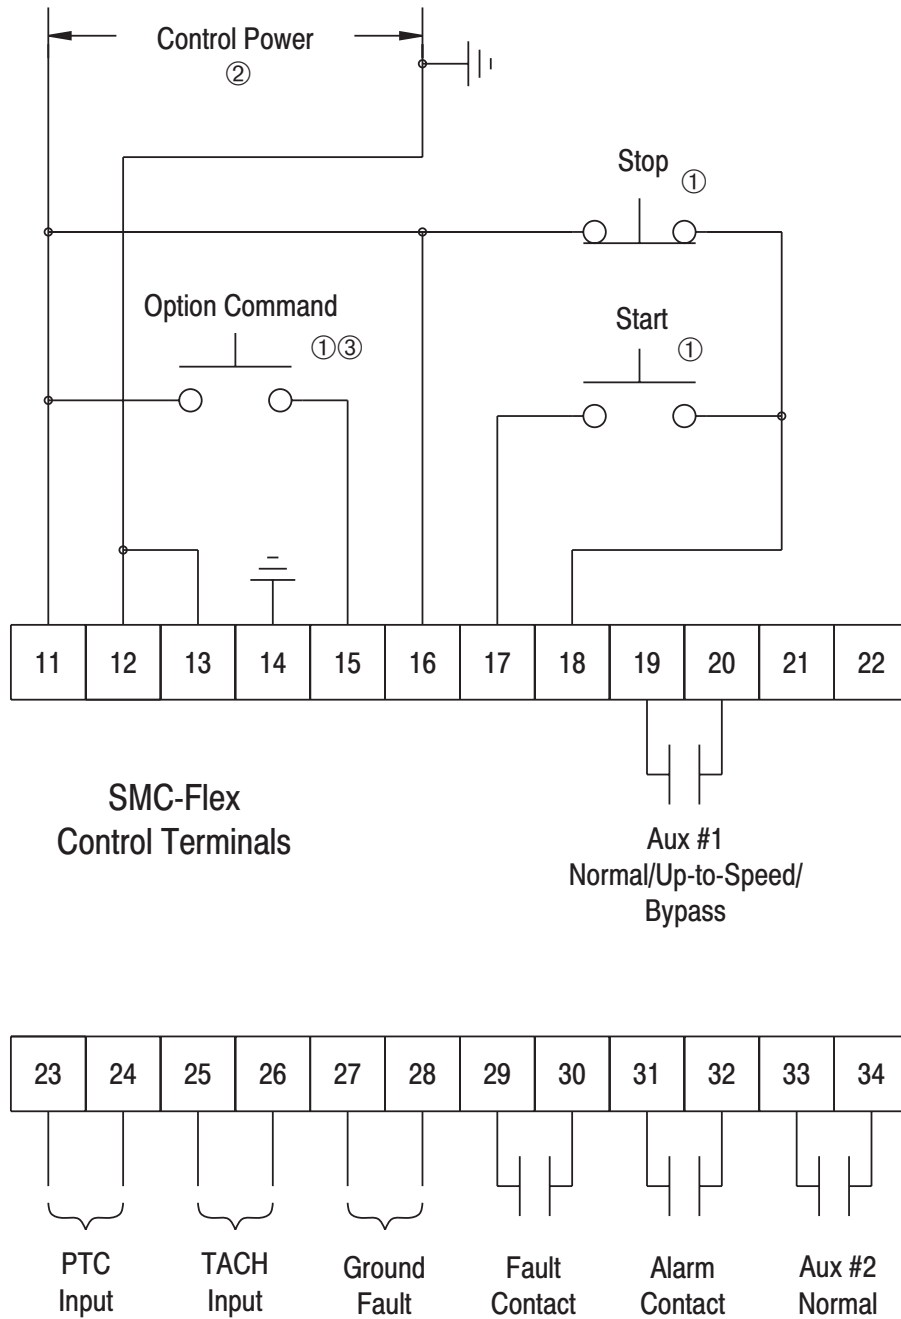 Control Power
②
Stop
①
Option Command
①③
Start
①
11 12 13 14 15 16 17 18 19 20 21 22
SMC-Flex
Control Terminals
Aux #1
Normal/Up-to-Speed/
Bypass
23 24 25 26 27 28 29 30 31 32 33 34
PTC
Input
TACH
Input
Ground
Fault
Fault
Contact
Alarm
Contact
Aux #2
Normal